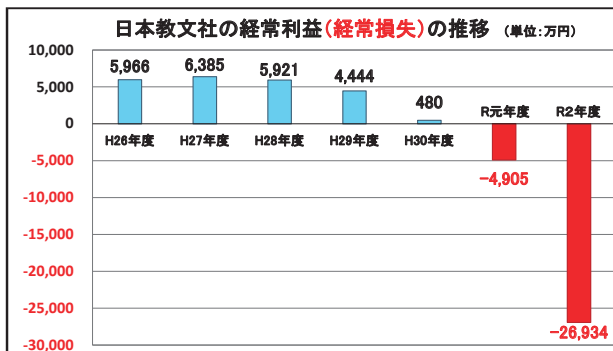 日本教文社の経常利益(経常損失)の推移 (単位:万円)
10,000
5,000
0
-5,000
-10,000
-15,000
-20,000
-25,000
-30,000
5,966
6,385
5,921
4,444
480
H26年度
H27年度
H28年度
H29年度
H30年度
R元年度
R2年度
-4,905
-26,934